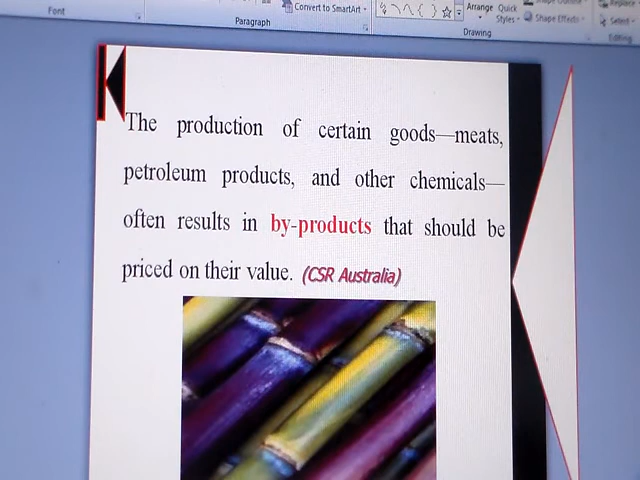 Convert to SmartArt
Arrange
Quick
Styles
Shape Effects
Select
Font
Paragraph
Drawing
Editing
The production of certain goods—meats,
petroleum products, and other chemicals—
often results in by-products that should be
priced on their value. (CSR Australia)